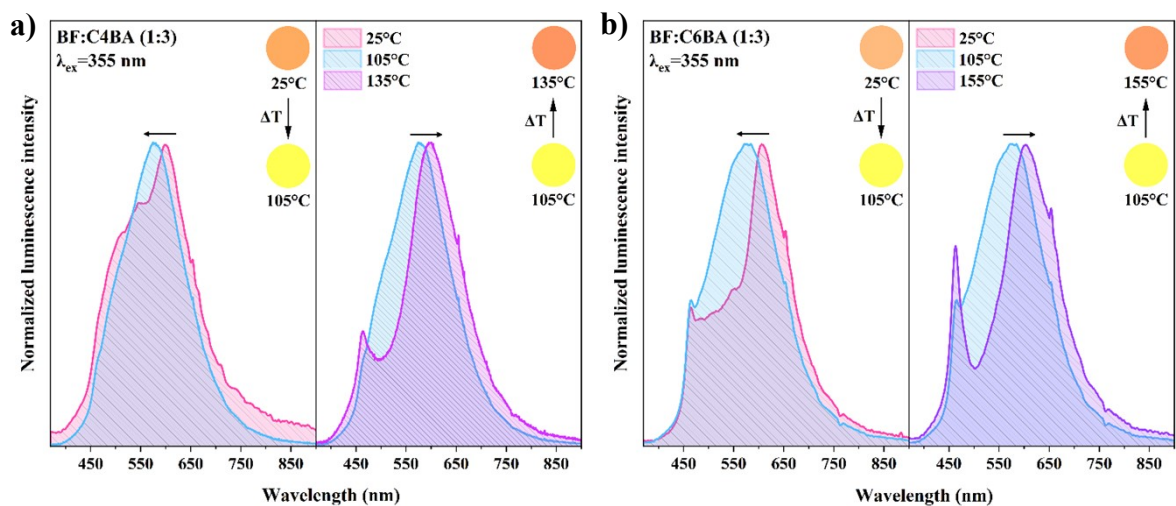 a)
BF:C4BA (1:3)
λex=355 nm
25°C
ΔT
105°C
25°C
105°C
135°C
135°C
ΔT
105°C
Normalized luminescence intensity
450 550 650 750 850
450 550 650 750 850
Wavelength (nm)
b)
BF:C6BA (1:3)
λex=355 nm
25°C
ΔT
105°C
25°C
105°C
155°C
155°C
ΔT
105°C
Normalized luminescence intensity
450 550 650 750 850
450 550 650 750 850
Wavelength (nm)